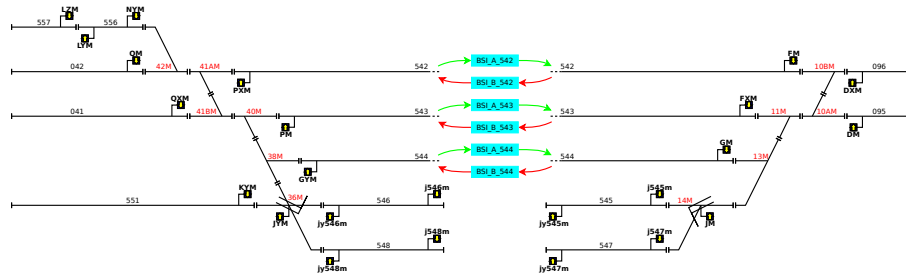 LZM NYM
557 556
LYM
QM FM
042 42M 41AM 542 BSI_A_542 542 10BM 096
PXM BSI_B_542 DXM
QXM BSI_A_543 FXM
041 41BM 40M 543 543 11M 10AM 095
PM BSI_B_543 DM
BSI_A_544 GM
38M 544 544 13M
GYM BSI_B_544
KYM j546m j545m
551 36M 546 545 14M
JYM jy546m jy545m JM
j548m j547m
548 547
jy548m jy547m